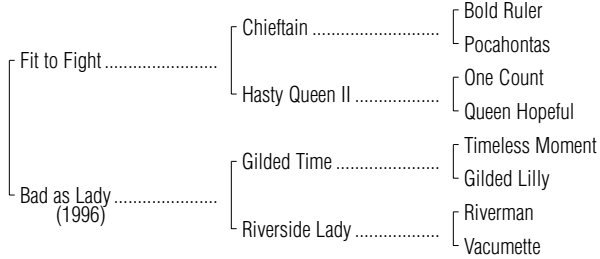 Bold Ruler
Chieftain ........................
Pocahontas
Fit to Fight .....................
One Count
Hasty Queen II ................
Queen Hopeful
Timeless Moment
Gilded Time ....................
Gilded Lilly
Bad as Lady ...................
(1996)
Riverman
Riverside Lady ................
Vacumette